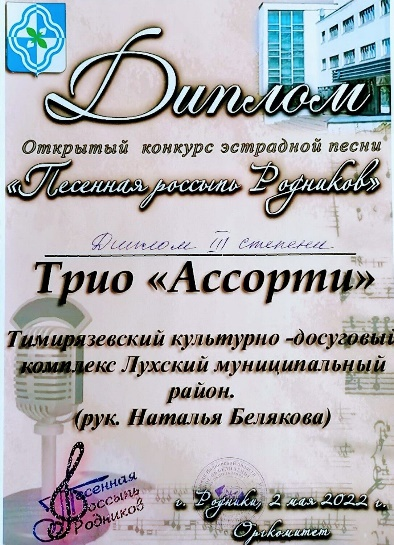 Диплом
Открытый конкурс эстрадной песни
«Песенная россыпь Родников»
Диплом III степени
Трио «Ассорти»
Тимирязевский культурно -досуговый
комплекс Лухский муниципальный
район.
(рук. Наталья Белякова)
Песенная
Россыпь
Родников
г. Родники, 2 мая 2022 г.
Оргкомитет